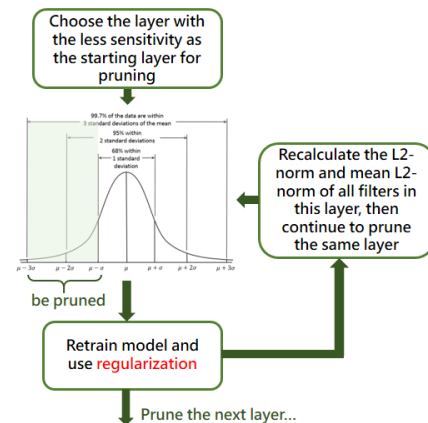 Choose the layer with
the less sensitivity as
the starting layer for
pruning
99.7% of the data are within
3 standard deviations of the mean
95% within
2 standard deviations
68% within
1 standard
deviation
μ − 3σ μ − 2σ μ − σ μ μ + σ μ + 2σ μ + 3σ
be pruned
Recalculate the L2-
norm and mean L2-
norm of all filters in
this layer, then
continue to prune
the same layer
Retrain model and
use regularization
Prune the next layer...